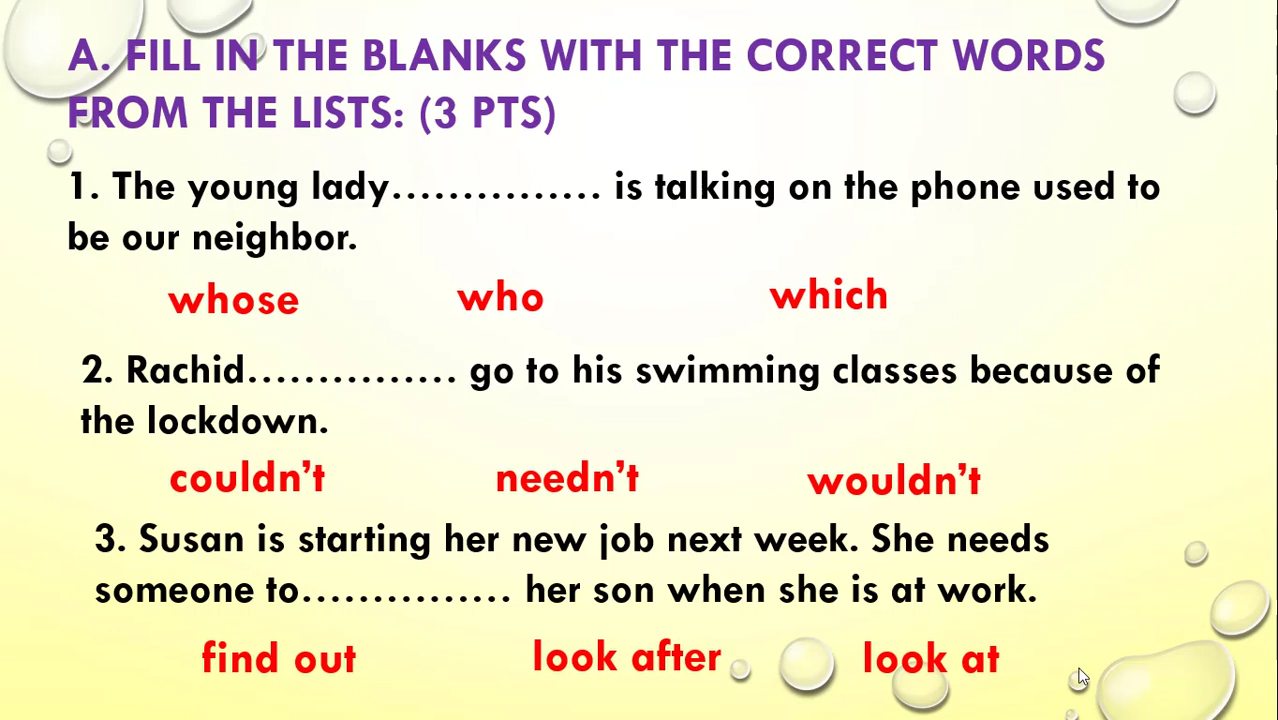 A. FILL IN THE BLANKS WITH THE CORRECT WORDS
FROM THE LISTS: (3 PTS)
1. The young lady…………… is talking on the phone used to
be our neighbor.
whose who which
2. Rachid…………… go to his swimming classes because of
the lockdown.
couldn’t needn’t wouldn’t
3. Susan is starting her new job next week. She needs
someone to…………… her son when she is at work.
find out look after look at